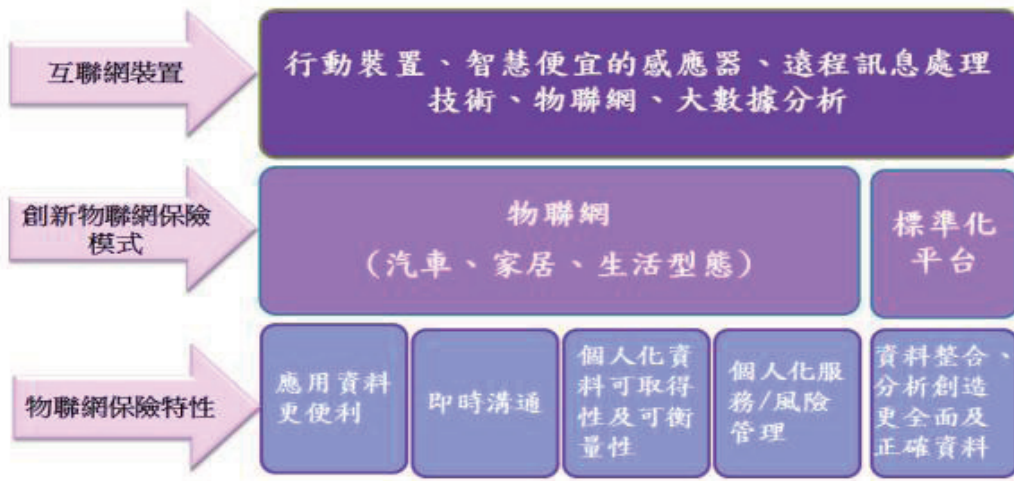 互聯網裝置
行動裝置、智慧便宜的感應器、遠程訊息處理
技術、物聯網、大數據分析
創新物聯網保險
模式
物聯網
（汽車、家居、生活型態）
標準化
平台
物聯網保險特性
應用資料
更便利
即時溝通
個人化資
料可取得
性及可衡
量性
個人化服
務/風險
管理
資料整合、
分析創造
更全面及
正確資料